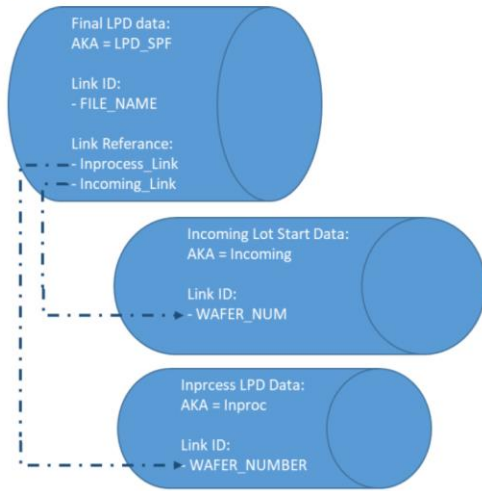 Final LPD data:
AKA = LPD_SPF
Link ID:
- FILE_NAME
Link Referance:
- Inprocess_Link
- Incoming_Link
Incoming Lot Start Data:
AKA = Incoming
Link ID:
- WAFER_NUM
Inprcess LPD Data:
AKA = Inproc
Link ID:
- WAFER_NUMBER